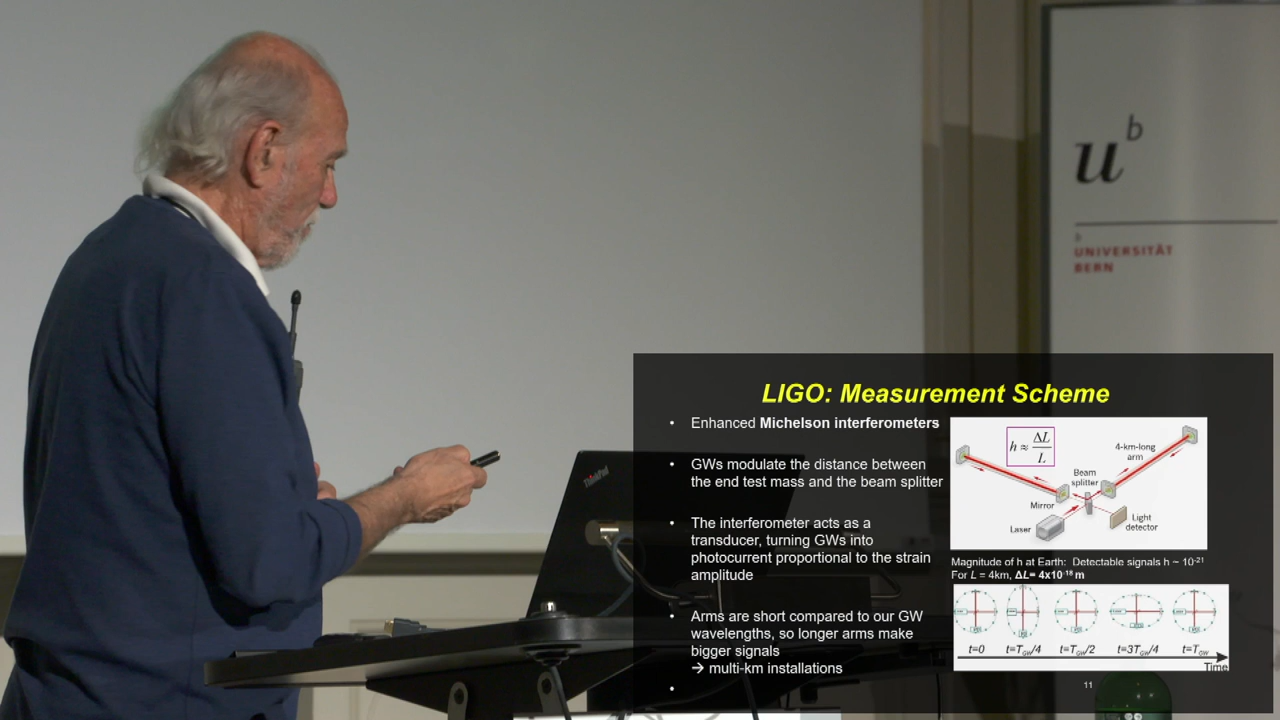 u
b
b
UNIVERSITÄT
BERN
ThinkPad
LIGO: Measurement Scheme
• Enhanced Michelson interferometers
• GWs modulate the distance between
the end test mass and the beam splitter
• The interferometer acts as a
transducer, turning GWs into
photocurrent proportional to the strain
amplitude
• Arms are short compared to our GW
wavelengths, so longer arms make
bigger signals
→ multi-km installations
•
h ≈ ΔL/L
4-km-long
arm
Beam
splitter
Mirror
Laser
Light
detector
Magnitude of h at Earth: Detectable signals h ~ 10⁻²¹
For L = 4km, ΔL= 4x10⁻¹⁸ m
t=0 t=T_GW/4 t=T_GW/2 t=3T_GW/4 t=T_GW
Time
11